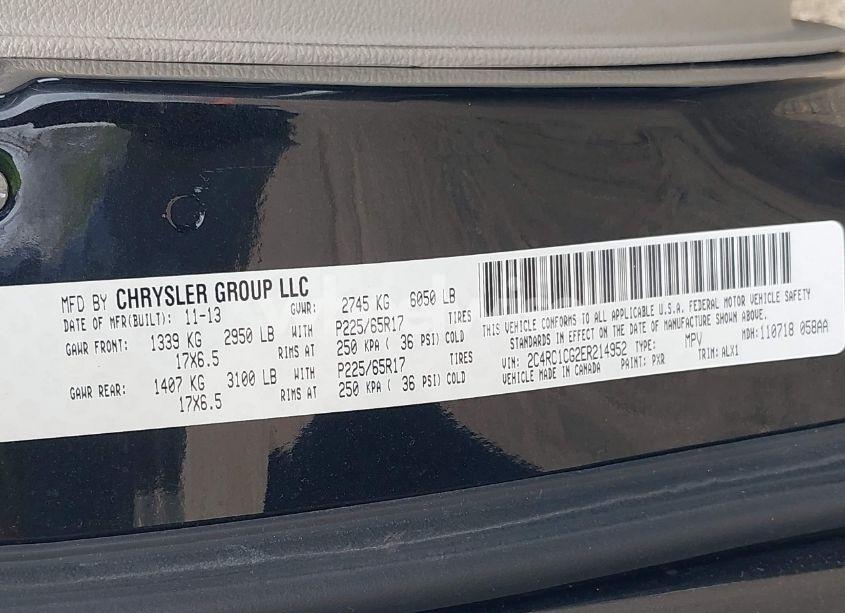 MFD BY CHRYSLER GROUP LLC
DATE OF MFR(BUILT): 11-13 GVWR: 2745 KG 6050 LB
GAWR FRONT: 1339 KG 2950 LB WITH P225/65R17 TIRES
17X6.5 RIMS AT 250 KPA ( 36 PSI) COLD
GAWR REAR: 1407 KG 3100 LB WITH P225/65R17 TIRES
17X6.5 RIMS AT 250 KPA ( 36 PSI) COLD
THIS VEHICLE CONFORMS TO ALL APPLICABLE U.S.A. FEDERAL MOTOR VEHICLE SAFETY
STANDARDS IN EFFECT ON THE DATE OF MANUFACTURE SHOWN ABOVE.
VIN: 2C4RC1CG2ER214952 TYPE: MPV MDH: 110718 058AA
VEHICLE MADE IN CANADA PAINT: PXR TRIM: ALX1